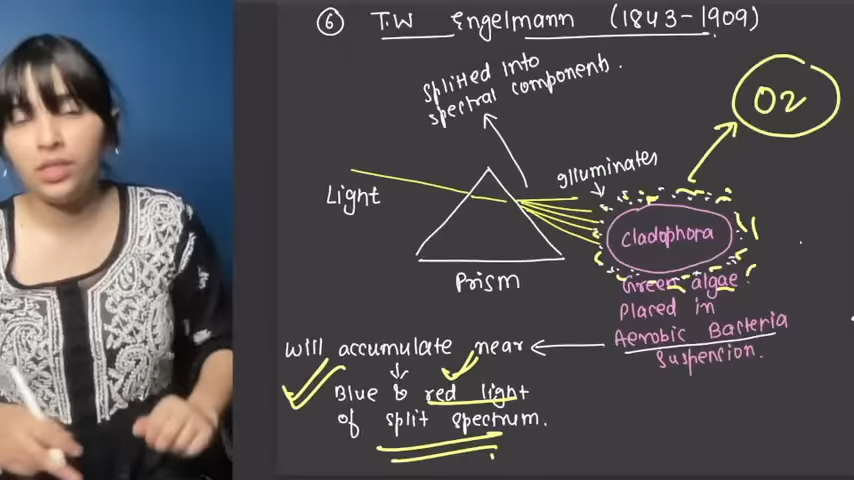 ⑥ T.W Engelmann (1843-1909)
Splitted into
spectral components.
O2
Illuminates
Light
Cladophora
Prism
Green algae
Placed in
Aerobic Bacteria
Suspension.
Will accumulate near
Blue & red light
of split spectrum.